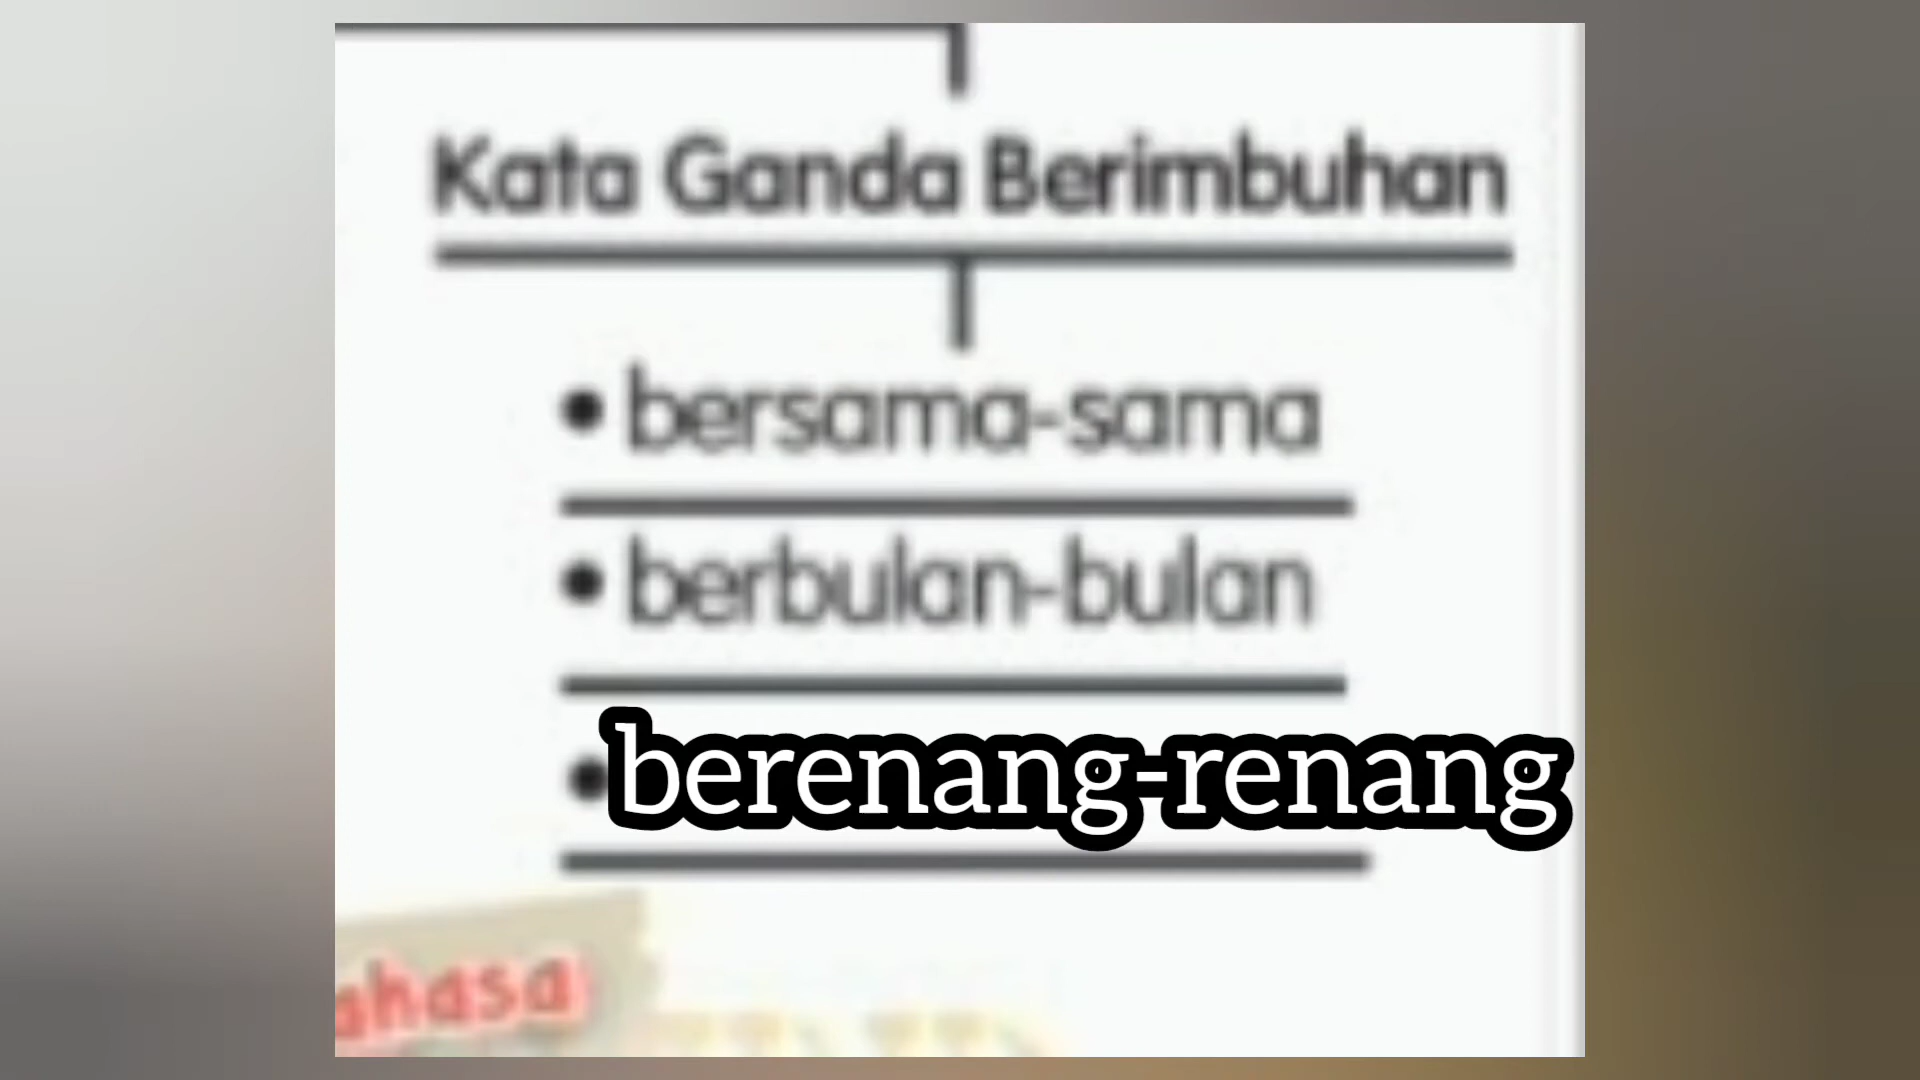 Kata Ganda Berimbuhan
• bersama-sama
• berbulan-bulan
• berenang-renang
ahasa